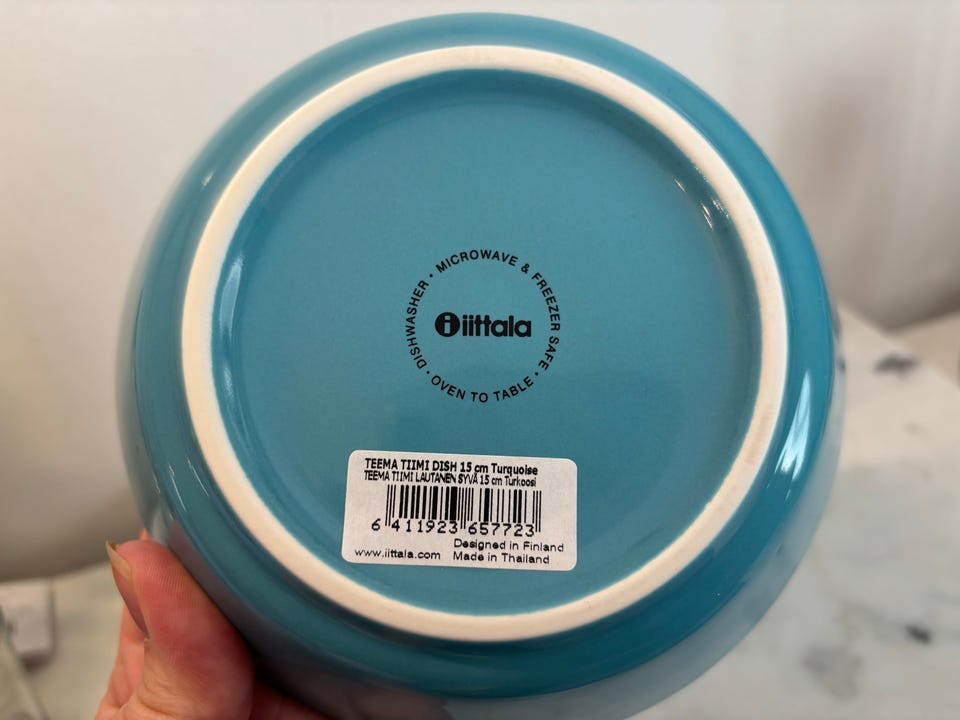 DISHWASHER • MICROWAVE & FREEZER SAFE • OVEN TO TABLE •
iittala
TEEMA TIIMI DISH 15 cm Turquoise
TEEMA TIIMI LAUTANEN SYVÄ 15 cm Turkoosi
6 411923 657723
Designed in Finland
www.iittala.com Made in Thailand